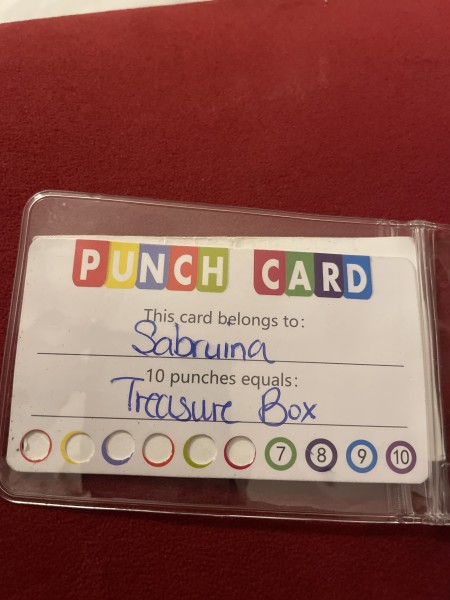 PUNCH CARD
This card belongs to:
Sabruina
10 punches equals:
Treasure Box
7 8 9 10